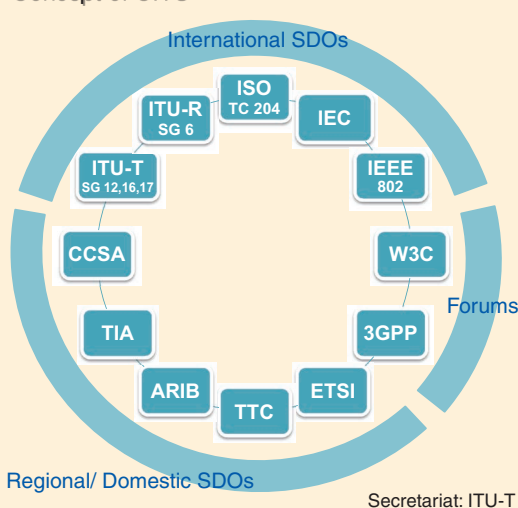 International SDOs
ISO
TC 204
IEC
IEEE
802
W3C
Forums
3GPP
ETSI
TTC
ARIB
TIA
CCSA
ITU-T
SG 12,16,17
ITU-R
SG 6
Regional/ Domestic SDOs
Secretariat: ITU-T